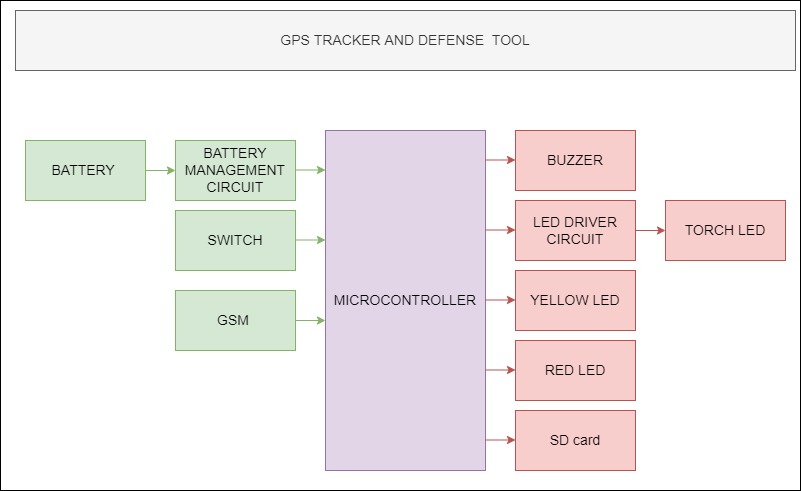 GPS TRACKER AND DEFENSE TOOL
BATTERY
BATTERY
MANAGEMENT
CIRCUIT
SWITCH
GSM
MICROCONTROLLER
BUZZER
LED DRIVER
CIRCUIT
TORCH LED
YELLOW LED
RED LED
SD card